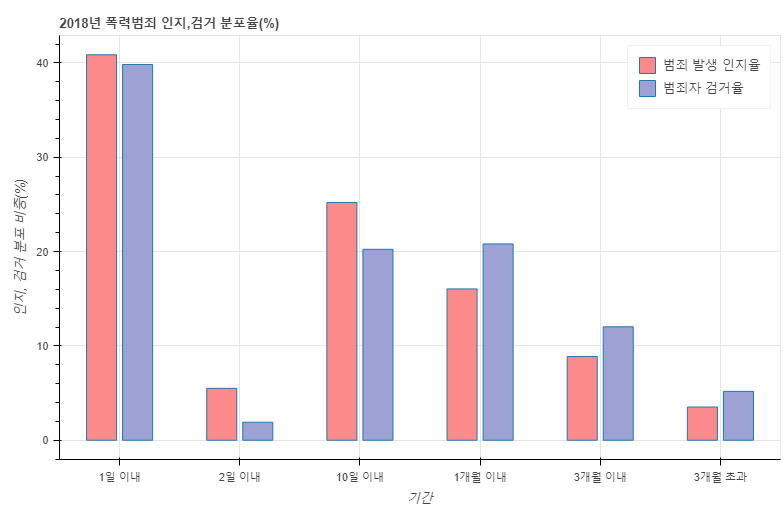 2018년 폭력범죄 인지,검거 분포율(%)
범죄 발생 인지율
범죄자 검거율
인지, 검거 분포 비중(%)
40
30
20
10
0
1일 이내
2일 이내
10일 이내
1개월 이내
3개월 이내
3개월 초과
기간